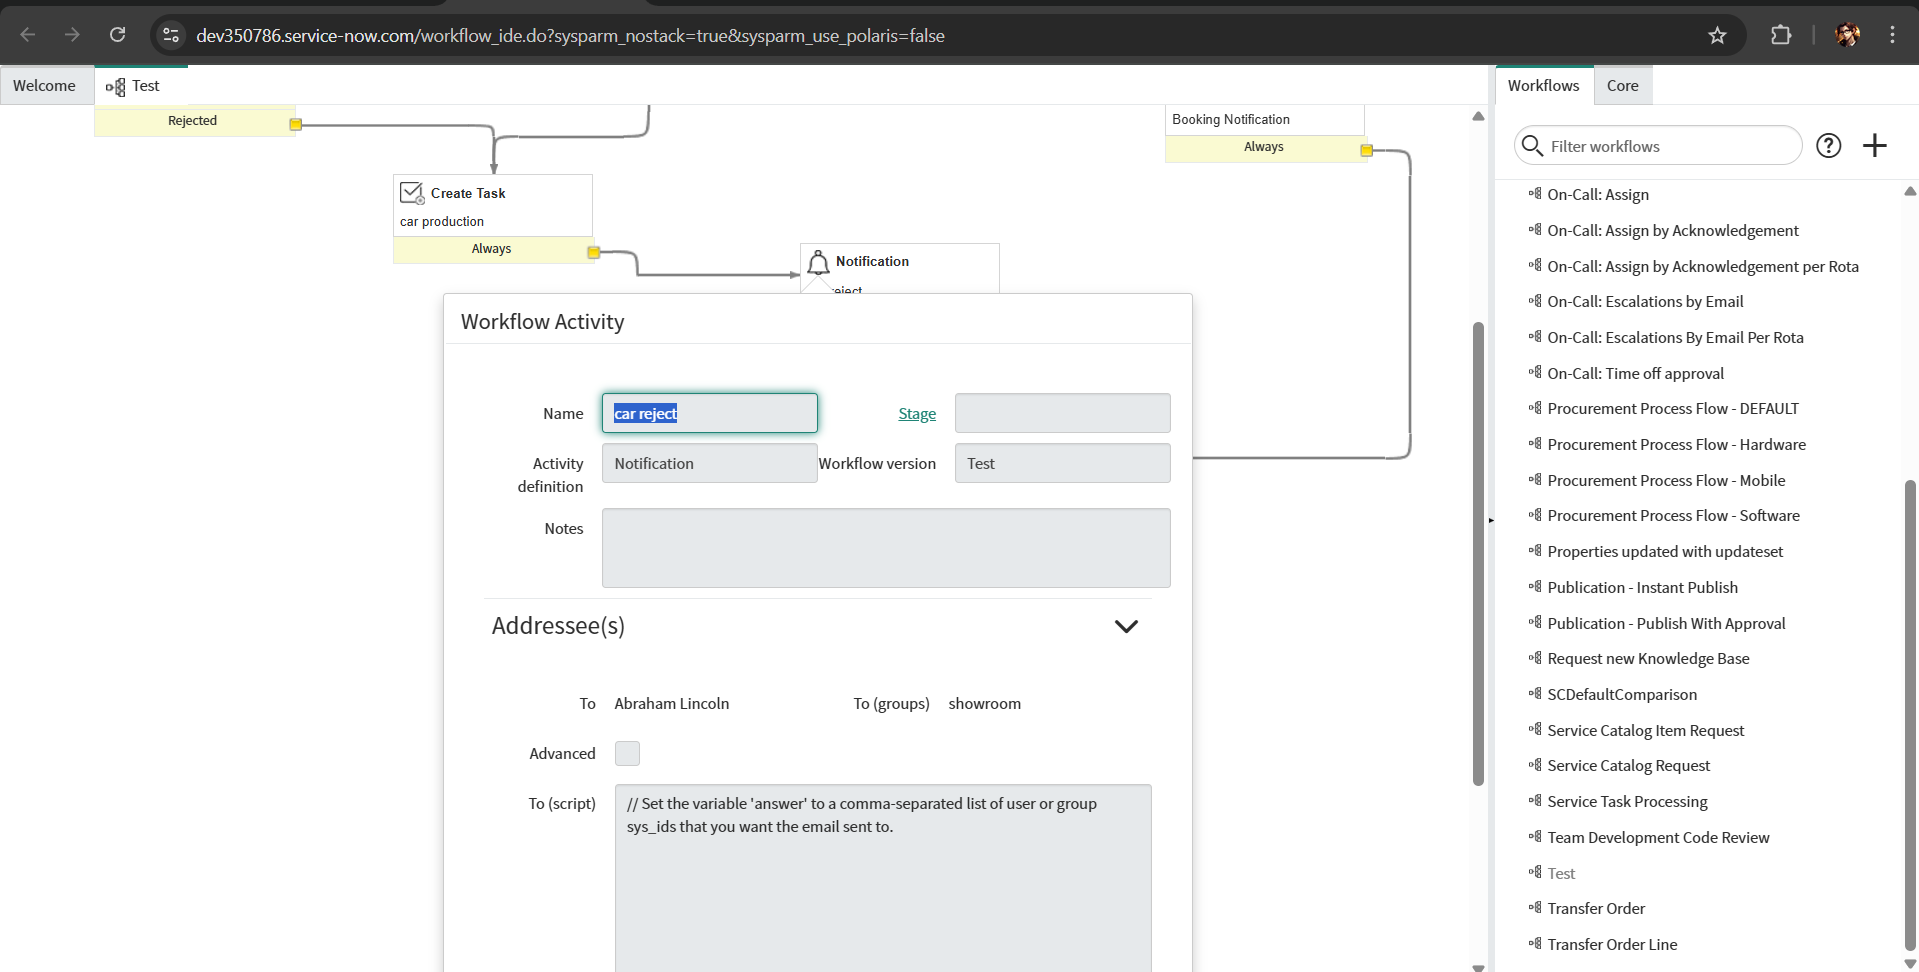 dev350786.service-now.com/workflow_ide.do?sysparm_nostack=true&sysparm_use_polaris=false
Welcome
Test
Workflows
Core
Rejected
Booking Notification
Always
Filter workflows
Create Task
car production
Always
Notification
reject
Workflow Activity
Name
car reject
Stage
Activity definition
Notification
Workflow version
Test
Notes
Addressee(s)
To
Abraham Lincoln
To (groups)
showroom
Advanced
To (script)
// Set the variable 'answer' to a comma-separated list of user or group
sys_ids that you want the email sent to.
On-Call: Assign
On-Call: Assign by Acknowledgement
On-Call: Assign by Acknowledgement per Rota
On-Call: Escalations by Email
On-Call: Escalations By Email Per Rota
On-Call: Time off approval
Procurement Process Flow - DEFAULT
Procurement Process Flow - Hardware
Procurement Process Flow - Mobile
Procurement Process Flow - Software
Properties updated with updateset
Publication - Instant Publish
Publication - Publish With Approval
Request new Knowledge Base
SCDefaultComparison
Service Catalog Item Request
Service Catalog Request
Service Task Processing
Team Development Code Review
Test
Transfer Order
Transfer Order Line